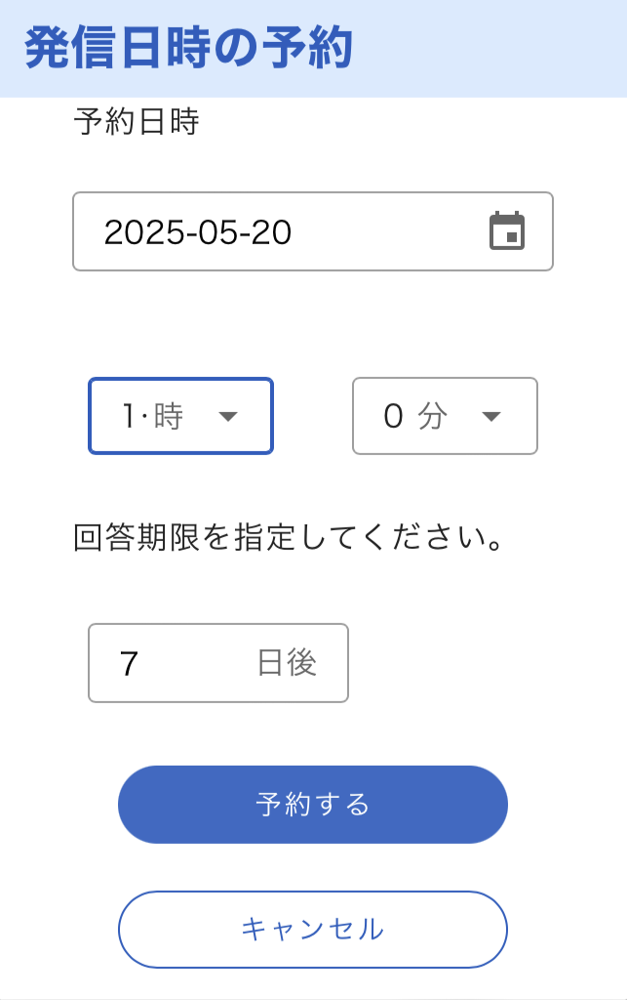 発信日時の予約
予約日時
2025-05-20
1·時 0 分
回答期限を指定してください。
7 日後
予約する
キャンセル